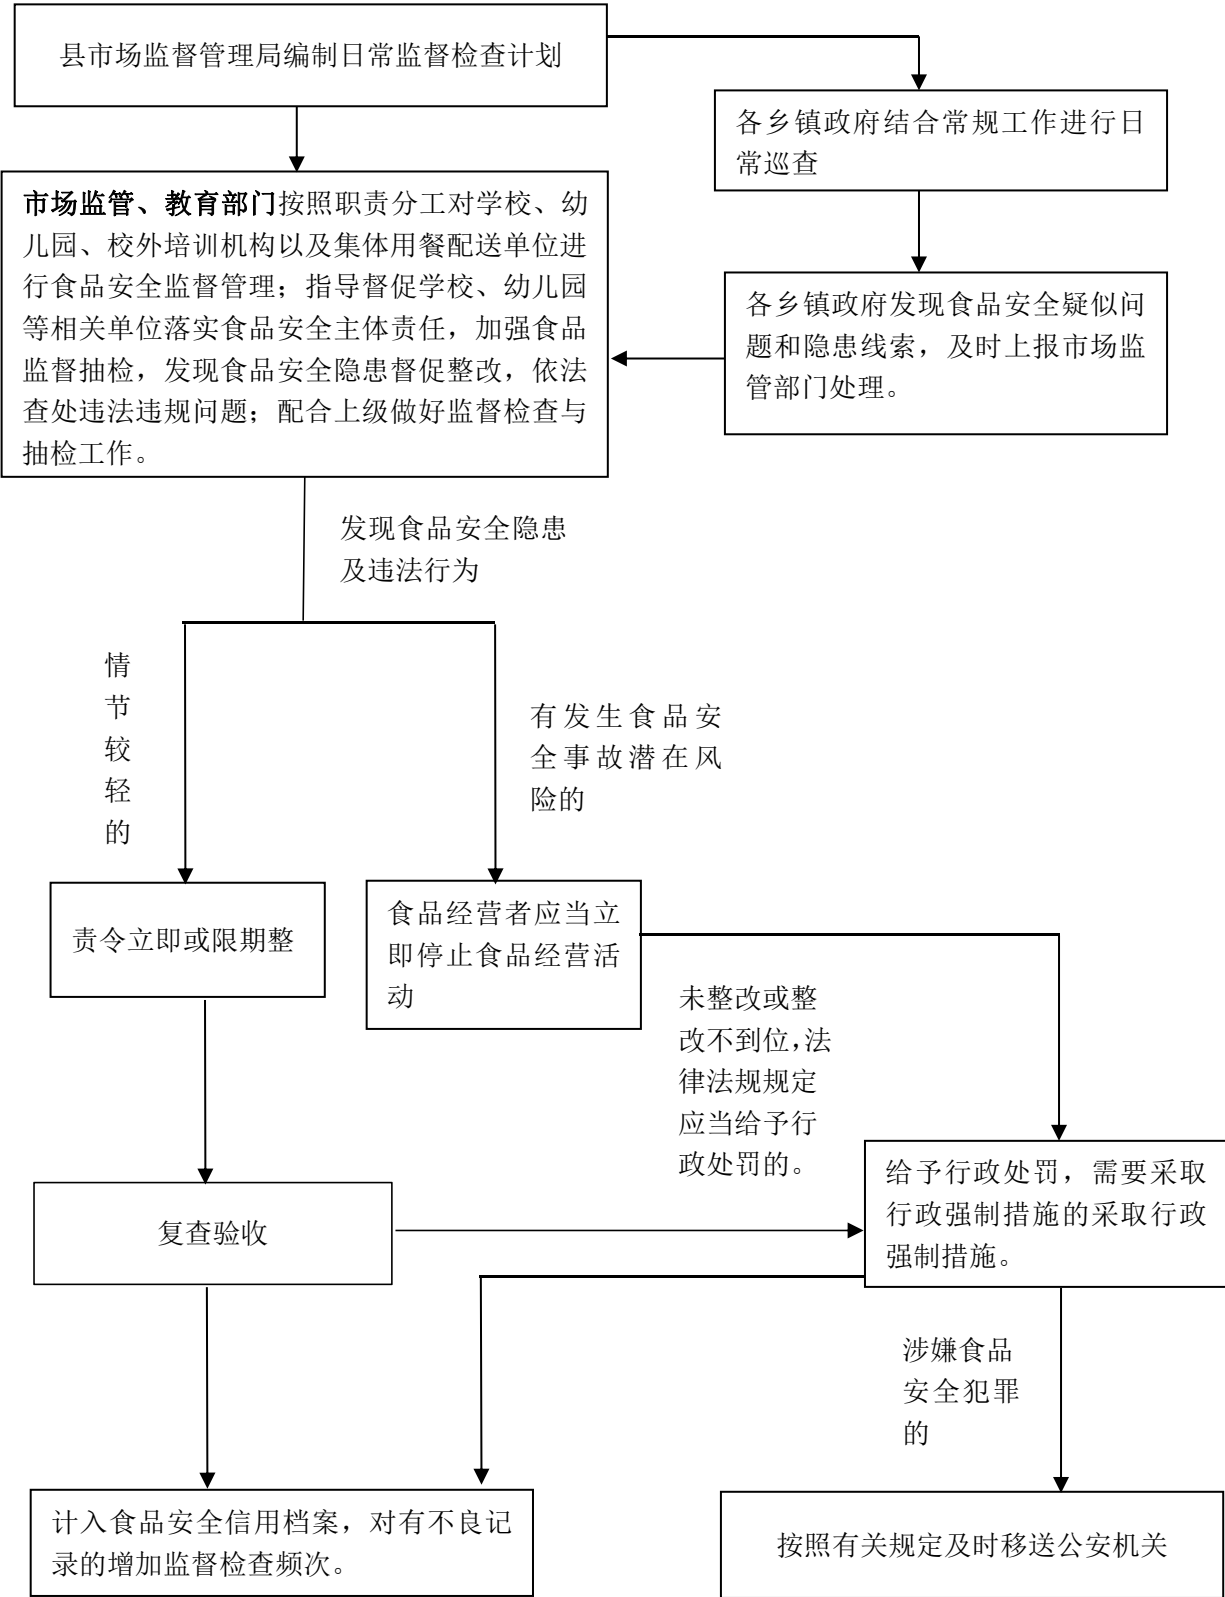 县市场监督管理局编制日常监督检查计划
各乡镇政府结合常规工作进行日
常巡查
市场监管、教育部门按照职责分工对学校、幼
儿园、校外培训机构以及集体用餐配送单位进
行食品安全监督管理；指导督促学校、幼儿园
等相关单位落实食品安全主体责任，加强食品
监督抽检，发现食品安全隐患督促整改，依法
查处违法违规问题；配合上级做好监督检查与
抽检工作。
各乡镇政府发现食品安全疑似问
题和隐患线索，及时上报市场监
管部门处理。
发现食品安全隐患
及违法行为
情
节
较
轻
的
有发生食品安
全事故潜在风
险的
责令立即或限期整
食品经营者应当立
即停止食品经营活
动
未整改或整
改不到位，法
律法规规定
应当给予行
政处罚的。
复查验收
给予行政处罚，需要采取
行政强制措施的采取行政
强制措施。
涉嫌食品
安全犯罪
的
计入食品安全信用档案，对有不良记
录的增加监督检查频次。
按照有关规定及时移送公安机关